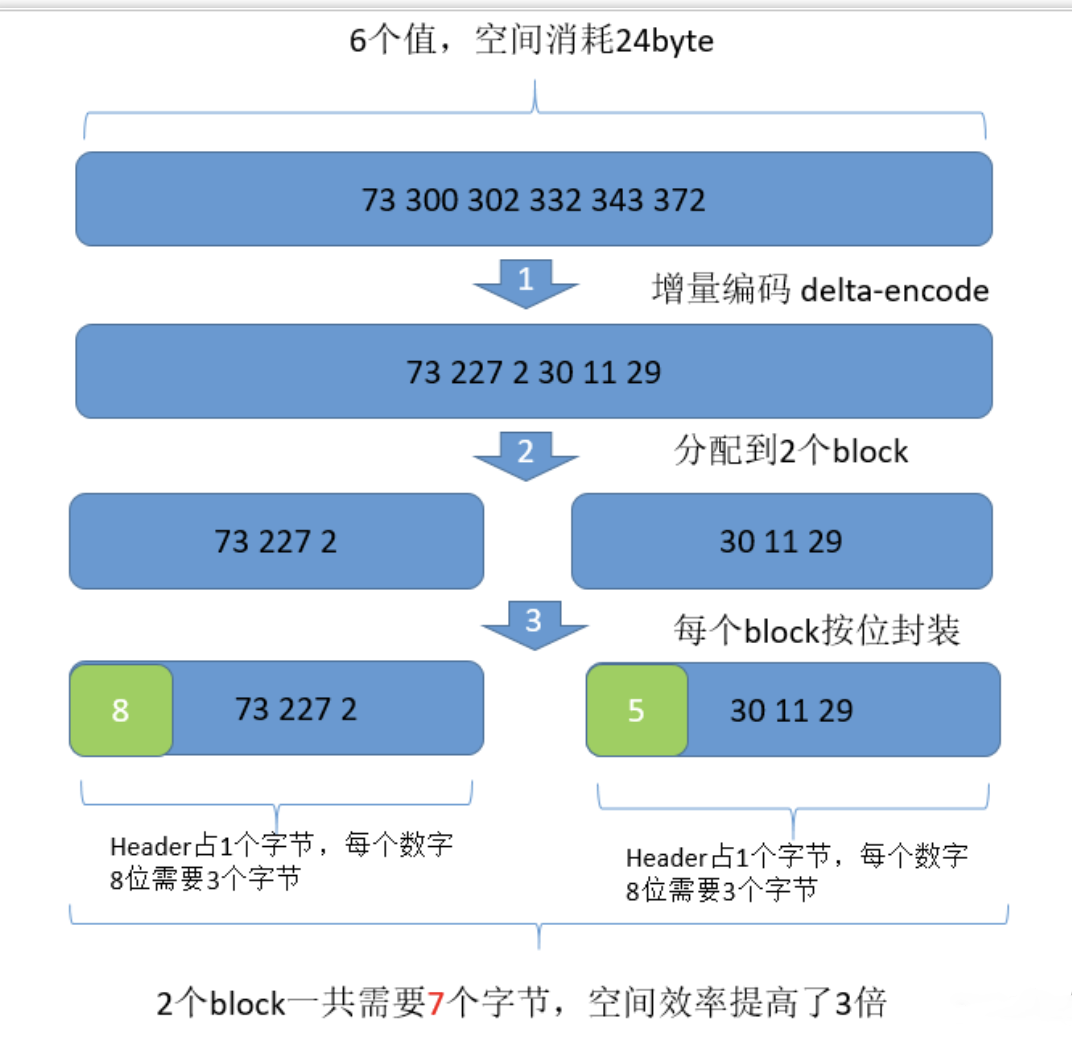 6个值，空间消耗24byte
73 300 302 332 343 372
1
增量编码 delta-encode
73 227 2 30 11 29
2
分配到2个block
73 227 2
30 11 29
3
每个block按位封装
8
73 227 2
5
30 11 29
Header占1个字节，每个数字
8位需要3个字节
Header占1个字节，每个数字
8位需要3个字节
2个block一共需要7个字节，空间效率提高了3倍